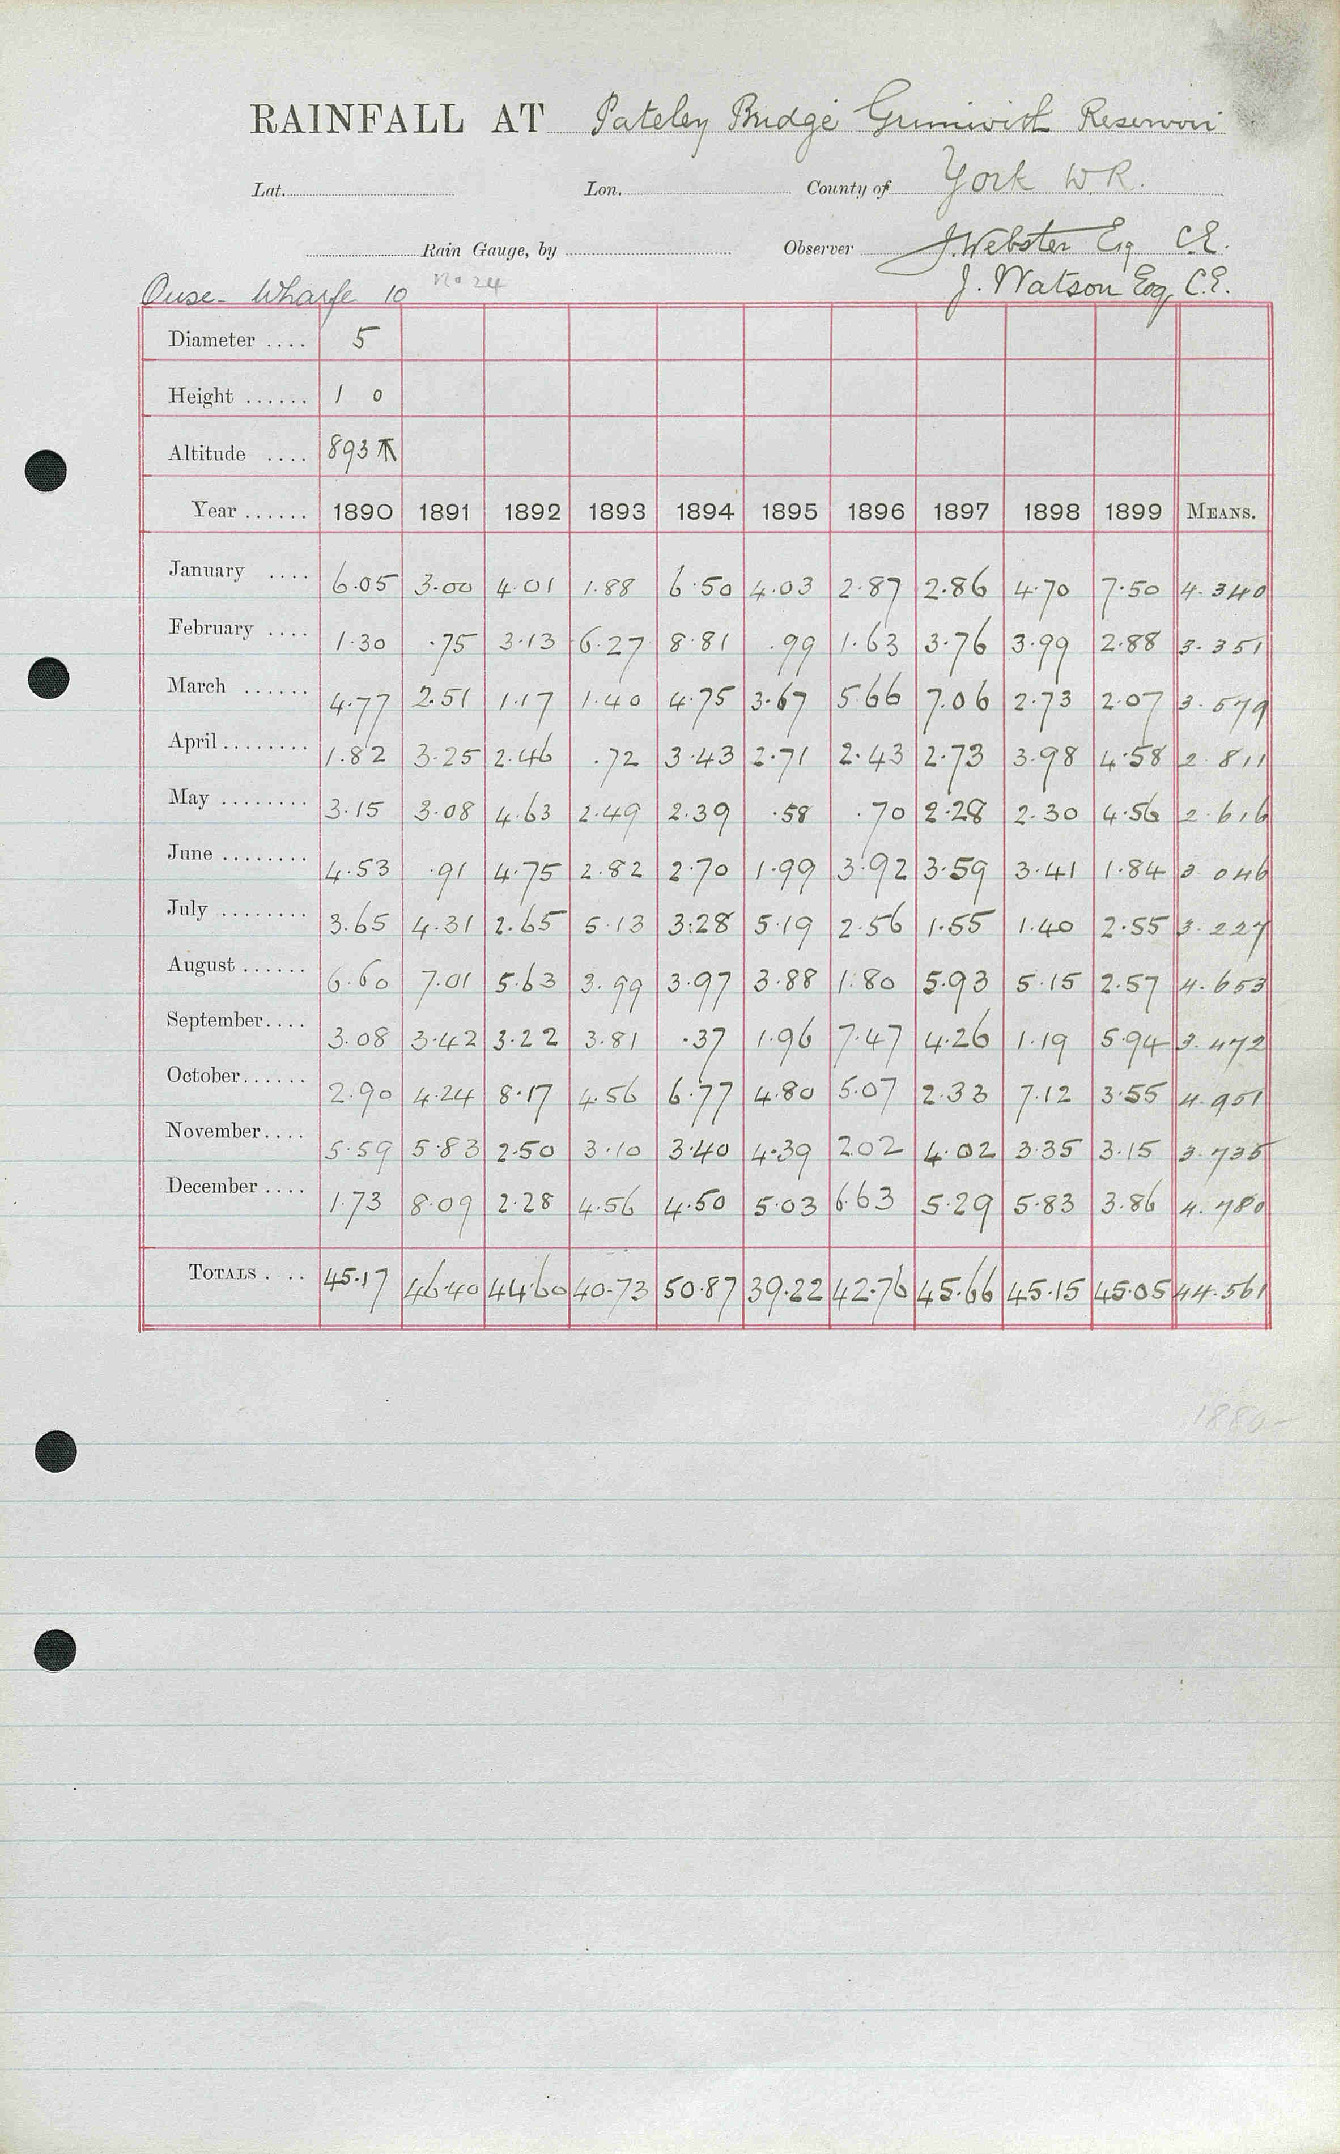 RAINFALL AT Pateley Bridge Grimwith Reservoir
Lat. Lon. County of York W.R.
Rain Gauge, by Observer J. Webster Esq C.E.
Ouse - Wharfe 10 No 24 J. Watson Esq, C.E.
Diameter .... 5
Height ...... 1 0
Altitude .... 893 T
Year ...... 1890 1891 1892 1893 1894 1895 1896 1897 1898 1899 MEANS.
January .... 6.05 3.00 4.01 1.88 6.50 4.03 2.87 2.86 4.70 7.50 4.340
February .... 1.30 .75 3.13 6.27 8.81 .99 1.63 3.76 3.99 2.88 3.351
March ...... 4.77 2.51 1.17 1.40 4.75 3.67 5.66 7.06 2.73 2.07 3.579
April ........ 1.82 3.25 2.46 .72 3.43 2.71 2.43 2.73 3.98 4.58 2.811
May ........ 3.15 3.08 4.63 2.49 2.39 .58 .70 2.28 2.30 4.56 2.616
June ........ 4.53 .91 4.75 2.82 2.70 1.99 3.92 3.59 3.41 1.84 3.046
July ........ 3.65 4.31 2.65 5.13 3.28 5.19 2.56 1.55 1.40 2.55 3.227
August ...... 6.60 7.01 5.63 3.99 3.97 3.88 1.80 5.93 5.15 2.57 4.653
September .... 3.08 3.42 3.22 3.81 .37 1.96 7.47 4.26 1.19 5.94 3.472
October ...... 2.90 4.24 8.17 4.56 6.77 4.80 5.07 2.33 7.12 3.55 4.951
November .... 5.59 5.83 2.50 3.10 3.40 4.39 2.02 4.02 3.35 3.15 3.735
December .... 1.73 8.09 2.28 4.56 4.50 5.03 6.63 5.29 5.83 3.86 4.780
TOTALS . .. 45.17 46.40 44.60 40.73 50.87 39.22 42.76 45.66 45.15 45.05 44.561
1880-